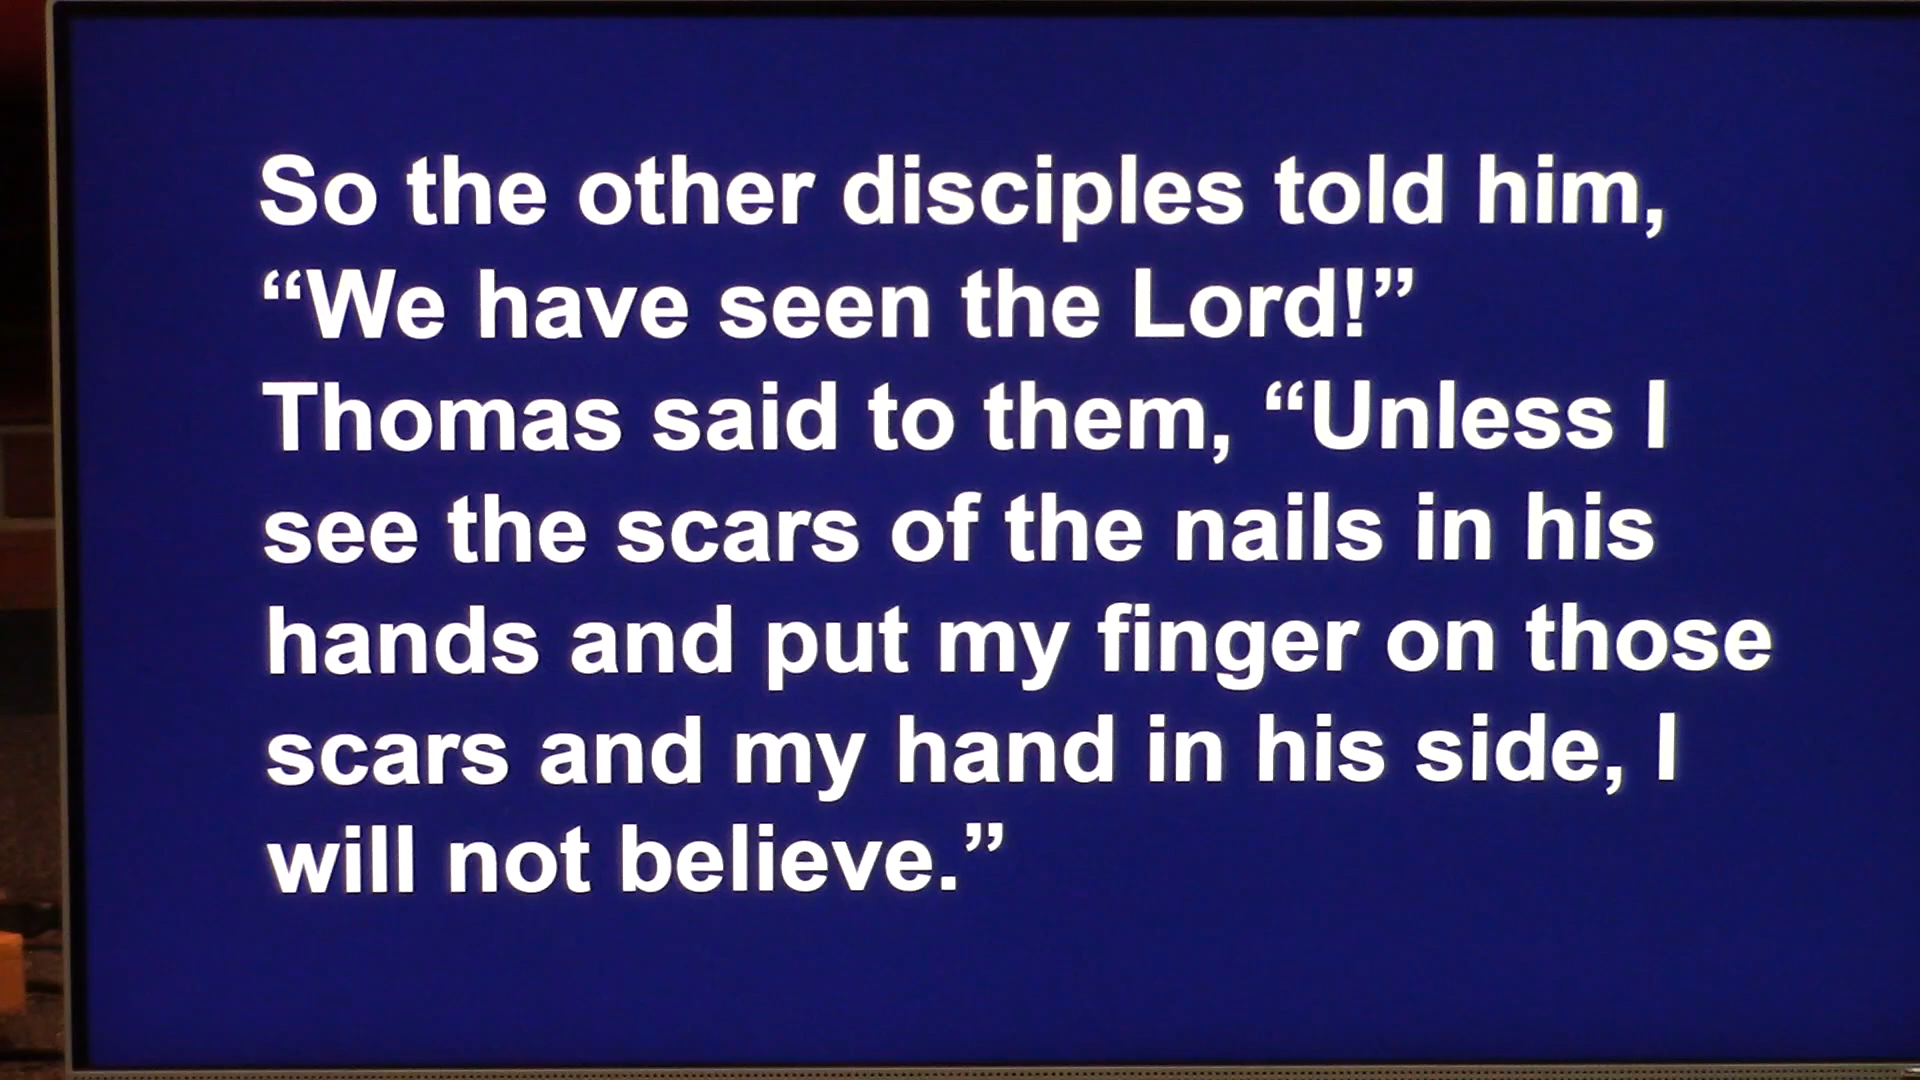 So the other disciples told him,
“We have seen the Lord!”
Thomas said to them, “Unless I
see the scars of the nails in his
hands and put my finger on those
scars and my hand in his side, I
will not believe.”